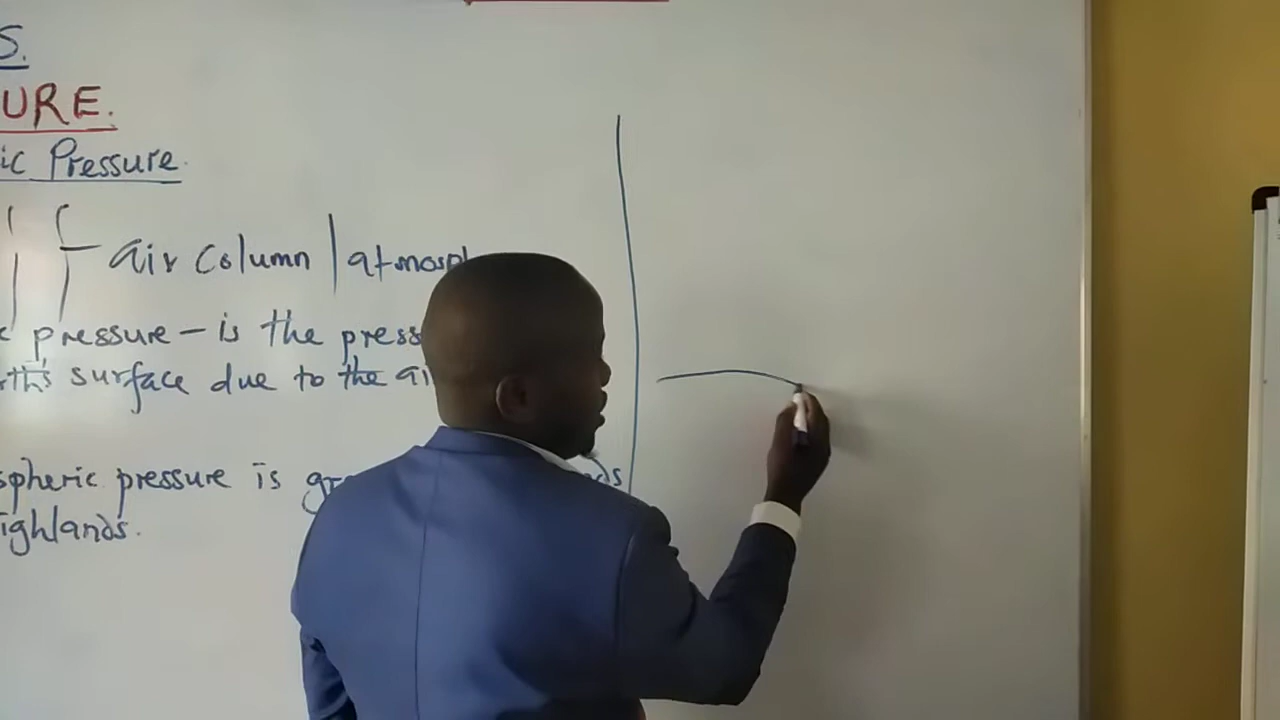 S.
URE.
ic Pressure.
air column | atmosph
pressure – is the press
rth's surface due to the ai
spheric pressure is gr nds
ighlands.